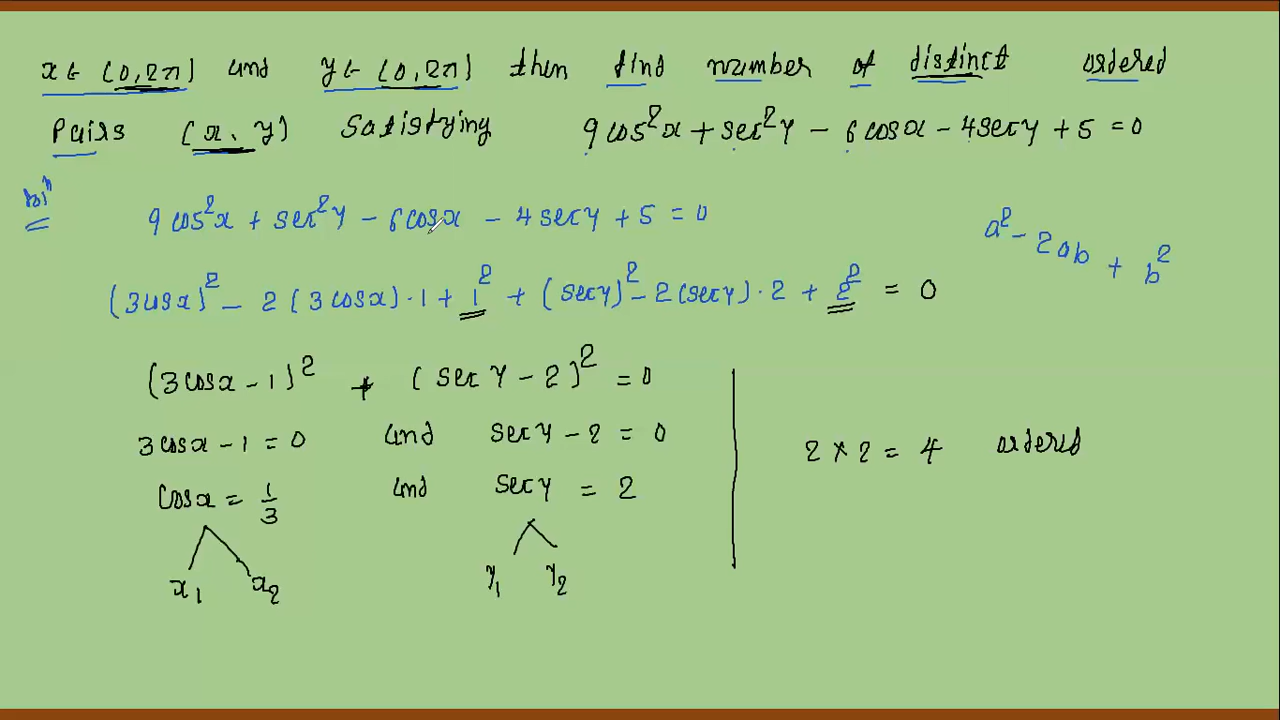 x ∈ [0, 2π] and y ∈ [0, 2π] then find number of distinct ordered
Pairs (x, y) Satisfying 9cos²x + sec²y - 6cosx - 4secy + 5 = 0
Solⁿ
9cos²x + sec²y - 6cosx - 4secy + 5 = 0
a² - 2ab + b²
(3cosx)² - 2(3cosx)·1 + 1² + (secy)² - 2(secy)·2 + 2² = 0
(3cosx - 1)² + (secy - 2)² = 0
3cosx - 1 = 0 and secy - 2 = 0
2 × 2 = 4 ordered
cosx = 1/3 and secy = 2
x₁ x₂ y₁ y₂